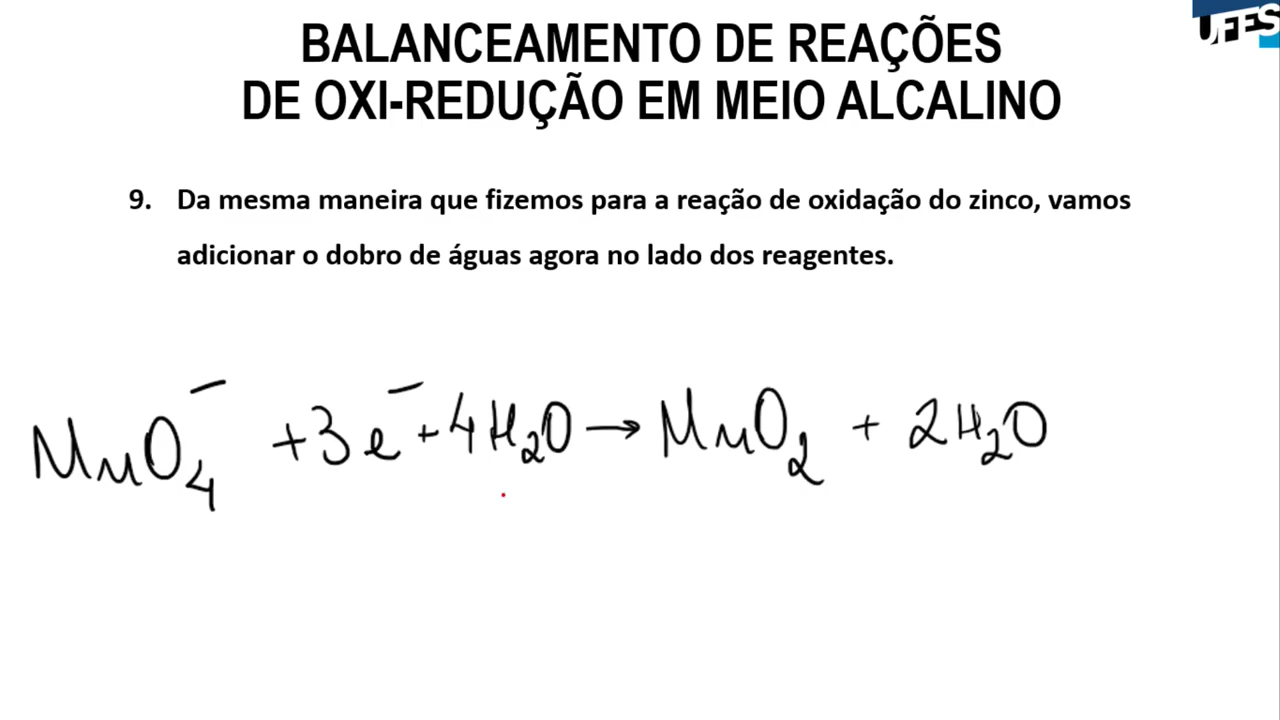 UFES
BALANCEAMENTO DE REAÇÕES
DE OXI-REDUÇÃO EM MEIO ALCALINO
9. Da mesma maneira que fizemos para a reação de oxidação do zinco, vamos
adicionar o dobro de águas agora no lado dos reagentes.
MnO₄⁻ + 3e⁻ + 4H₂O → MnO₂ + 2H₂O